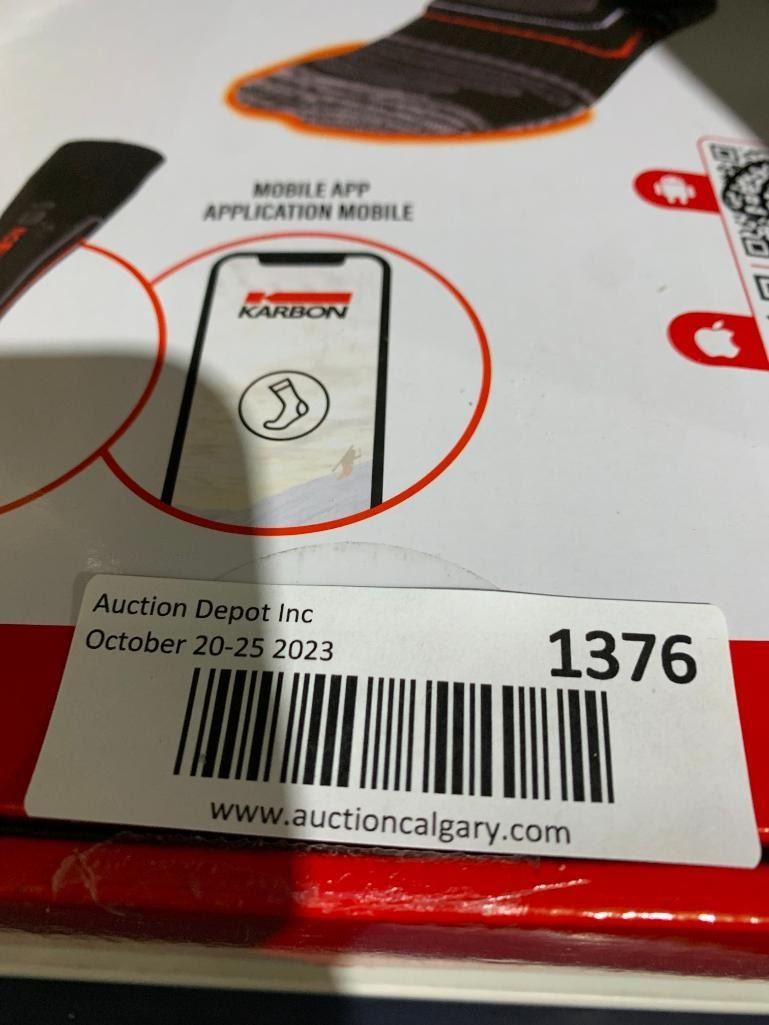 MOBILE APP
APPLICATION MOBILE
KARBON
Auction Depot Inc
October 20-25 2023
1376
www.auctioncalgary.com